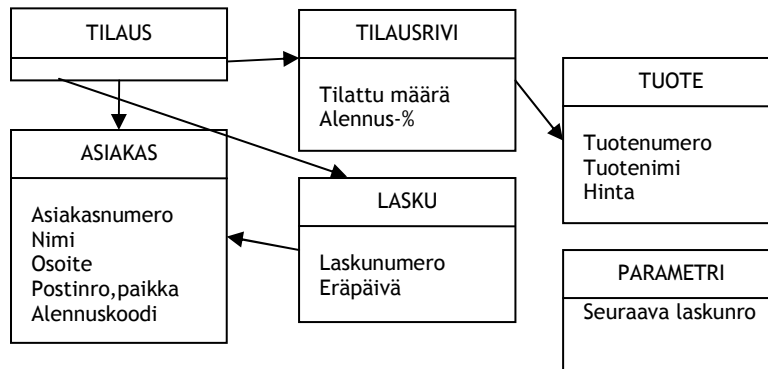 TILAUS
TILAUSRIVI
Tilattu määrä
Alennus-%
TUOTE
Tuotenumero
Tuotenimi
Hinta
ASIAKAS
Asiakasnumero
Nimi
Osoite
Postinro,paikka
Alennuskoodi
LASKU
Laskunumero
Eräpäivä
PARAMETRI
Seuraava laskunro